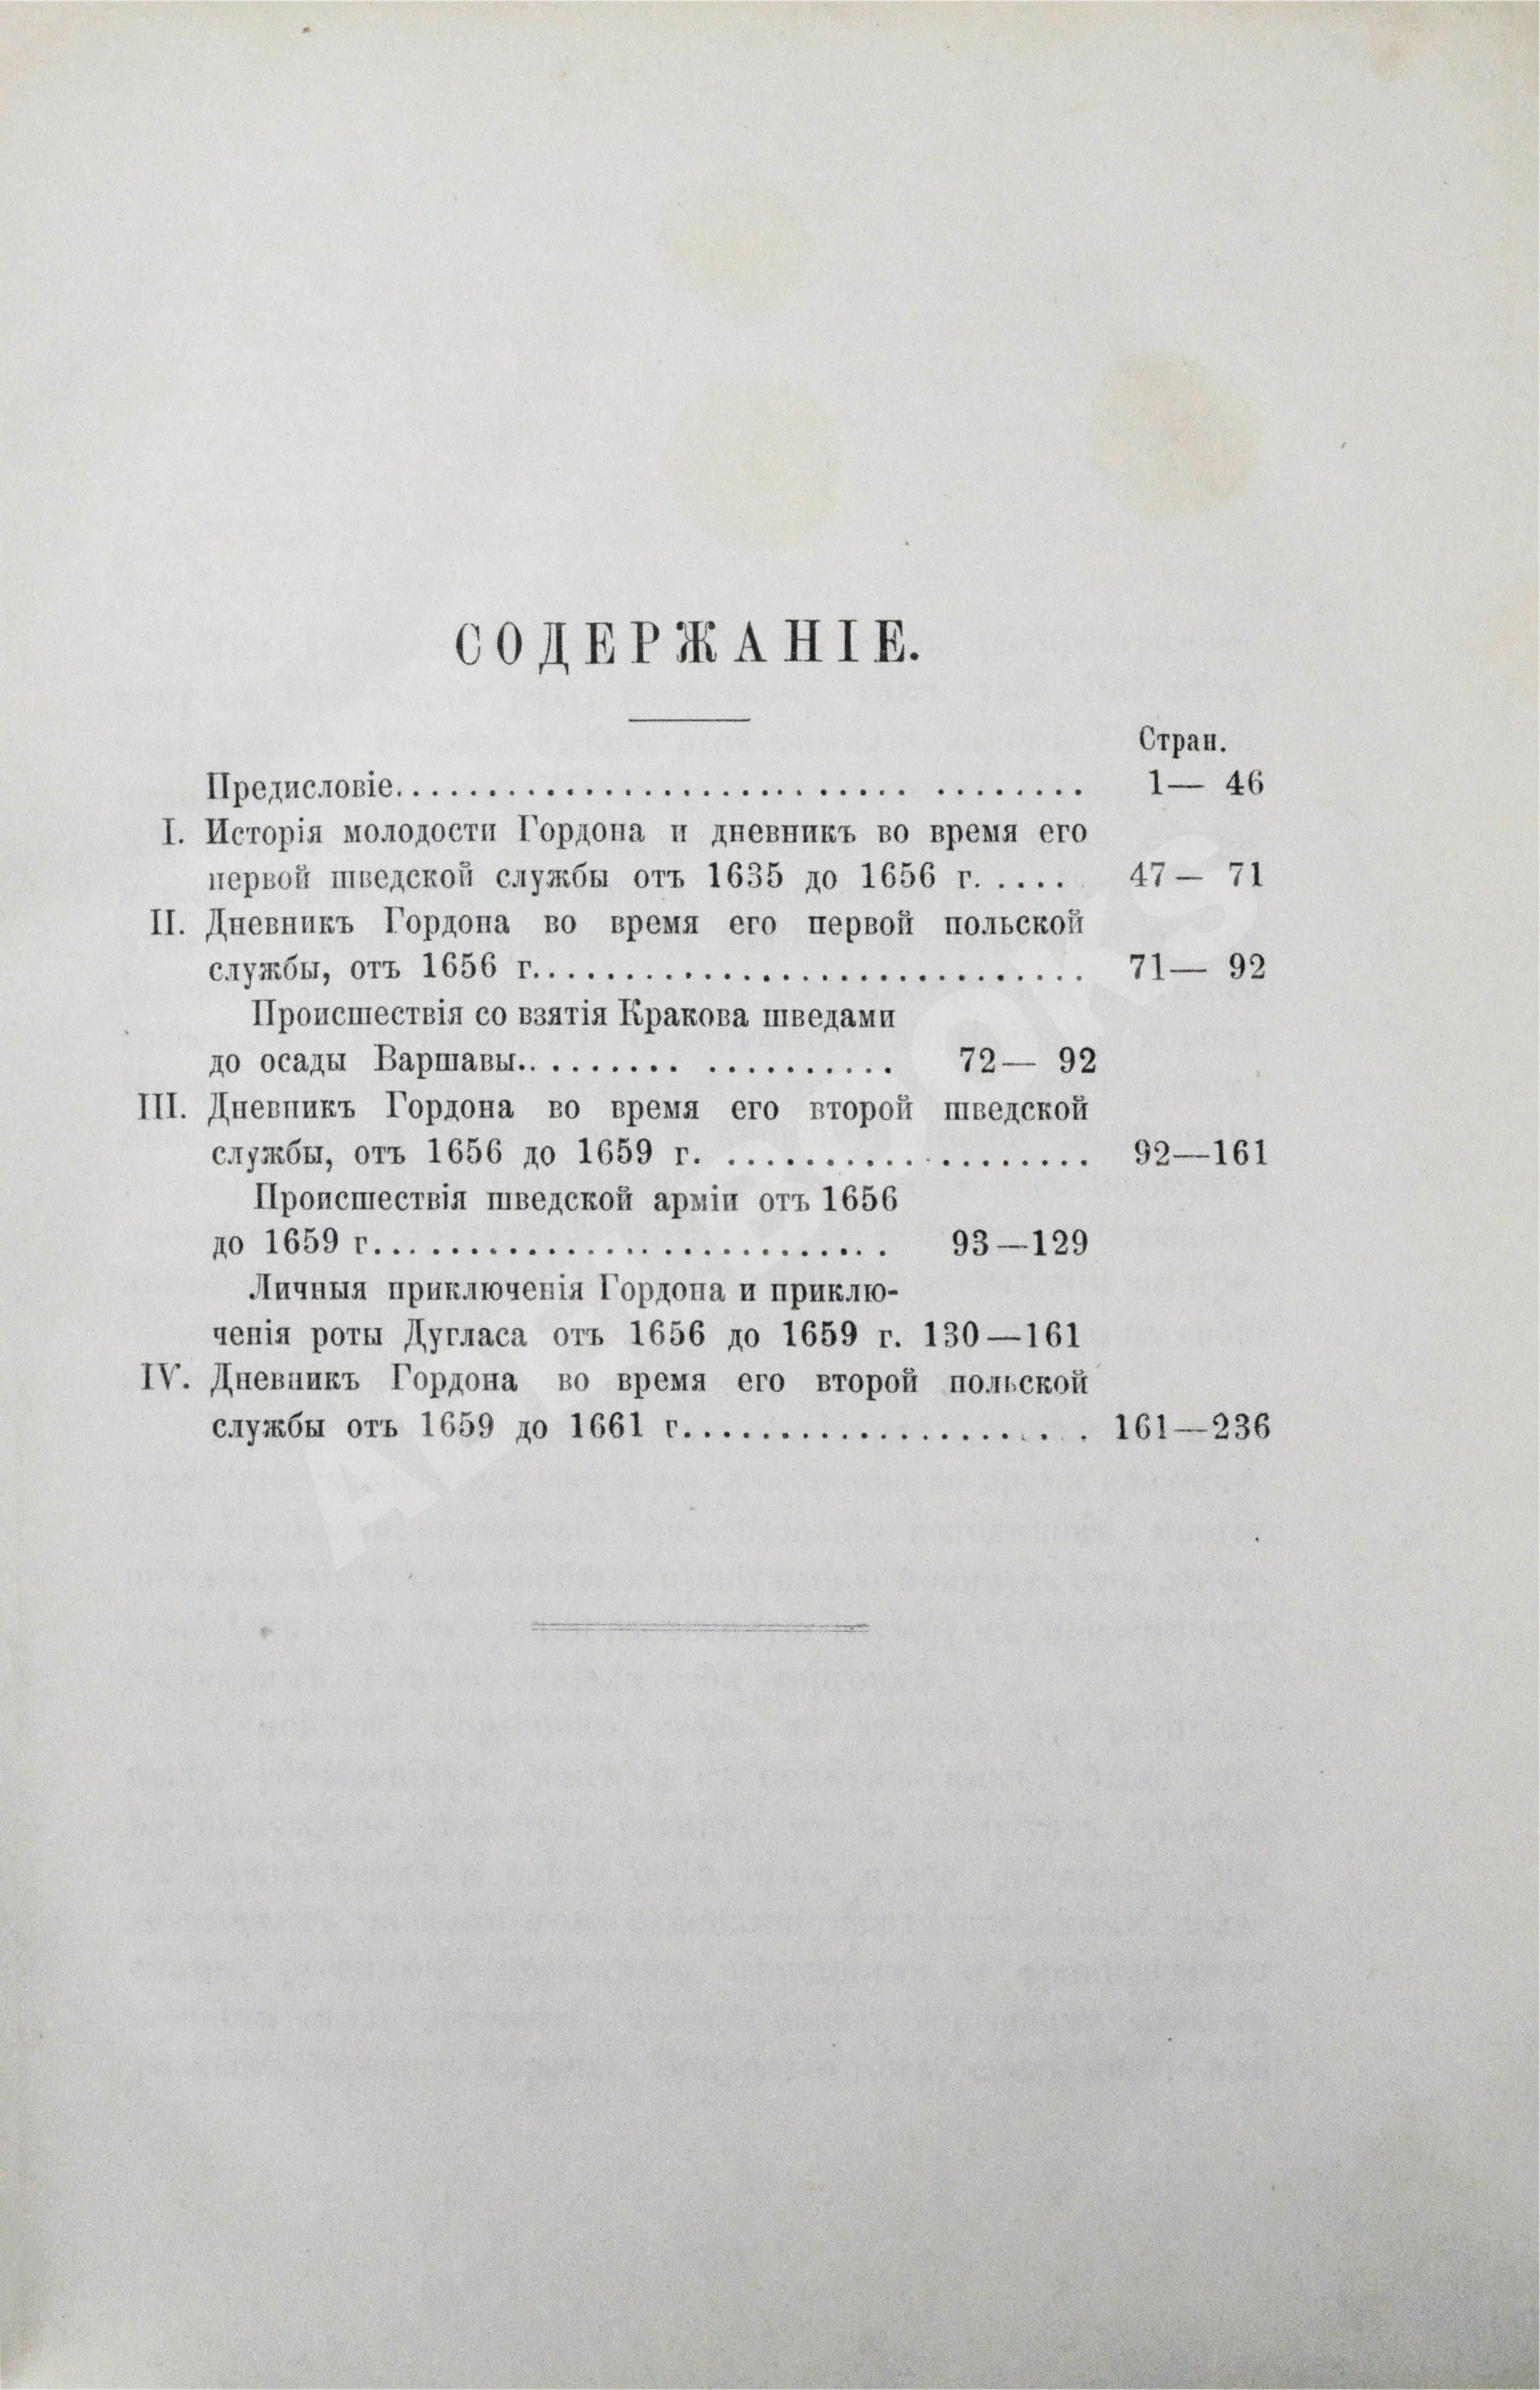 СОДЕРЖАНІЕ.
Стран.
Предисловіе........................................ 1— 46
I. Исторія молодости Гордона и дневникъ во время его
первой шведской службы отъ 1635 до 1656 г...... 47— 71
II. Дневникъ Гордона во время его первой польской
службы, отъ 1656 г.............................. 71— 92
Происшествія со взятія Кракова шведами
до осады Варшавы.................... 72— 92
III. Дневникъ Гордона во время его второй шведской
службы, отъ 1656 до 1659 г. ................... 92—161
Происшествія шведской арміи отъ 1656
до 1659 г............................ 93—129
Личныя приключенія Гордона и приклю-
ченія роты Дугласа отъ 1656 до 1659 г. 130—161
IV. Дневникъ Гордона во время его второй польской
службы отъ 1659 до 1661 г...................... 161—236